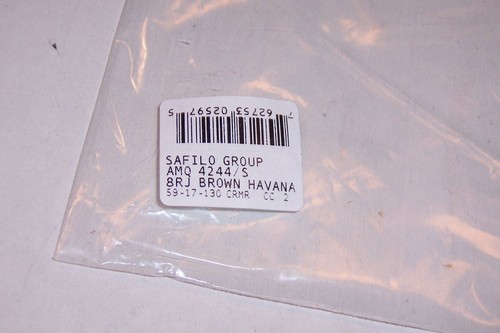 7 62753 02597 5
SAFILO GROUP
AMQ 4244/S
8RJ BROWN HAVANA
59-17-130 CRMR CC 2